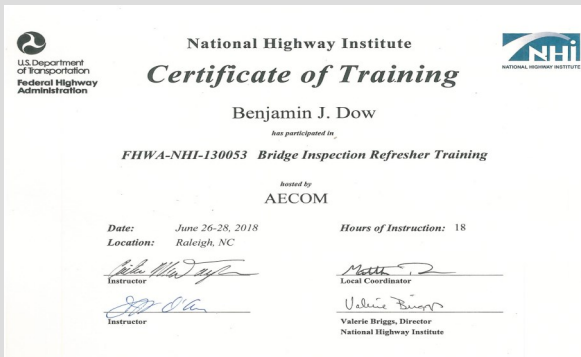 U.S. Department
of Transportation
Federal Highway
Administration
National Highway Institute
NHI
NATIONAL HIGHWAY INSTITUTE
Certificate of Training
Benjamin J. Dow
has participated in
FHWA-NHI-130053 Bridge Inspection Refresher Training
hosted by
AECOM
Date: June 26-28, 2018
Hours of Instruction: 18
Location: Raleigh, NC
Instructor
Local Coordinator
Valerie Briggs
Instructor
Valerie Briggs, Director
National Highway Institute